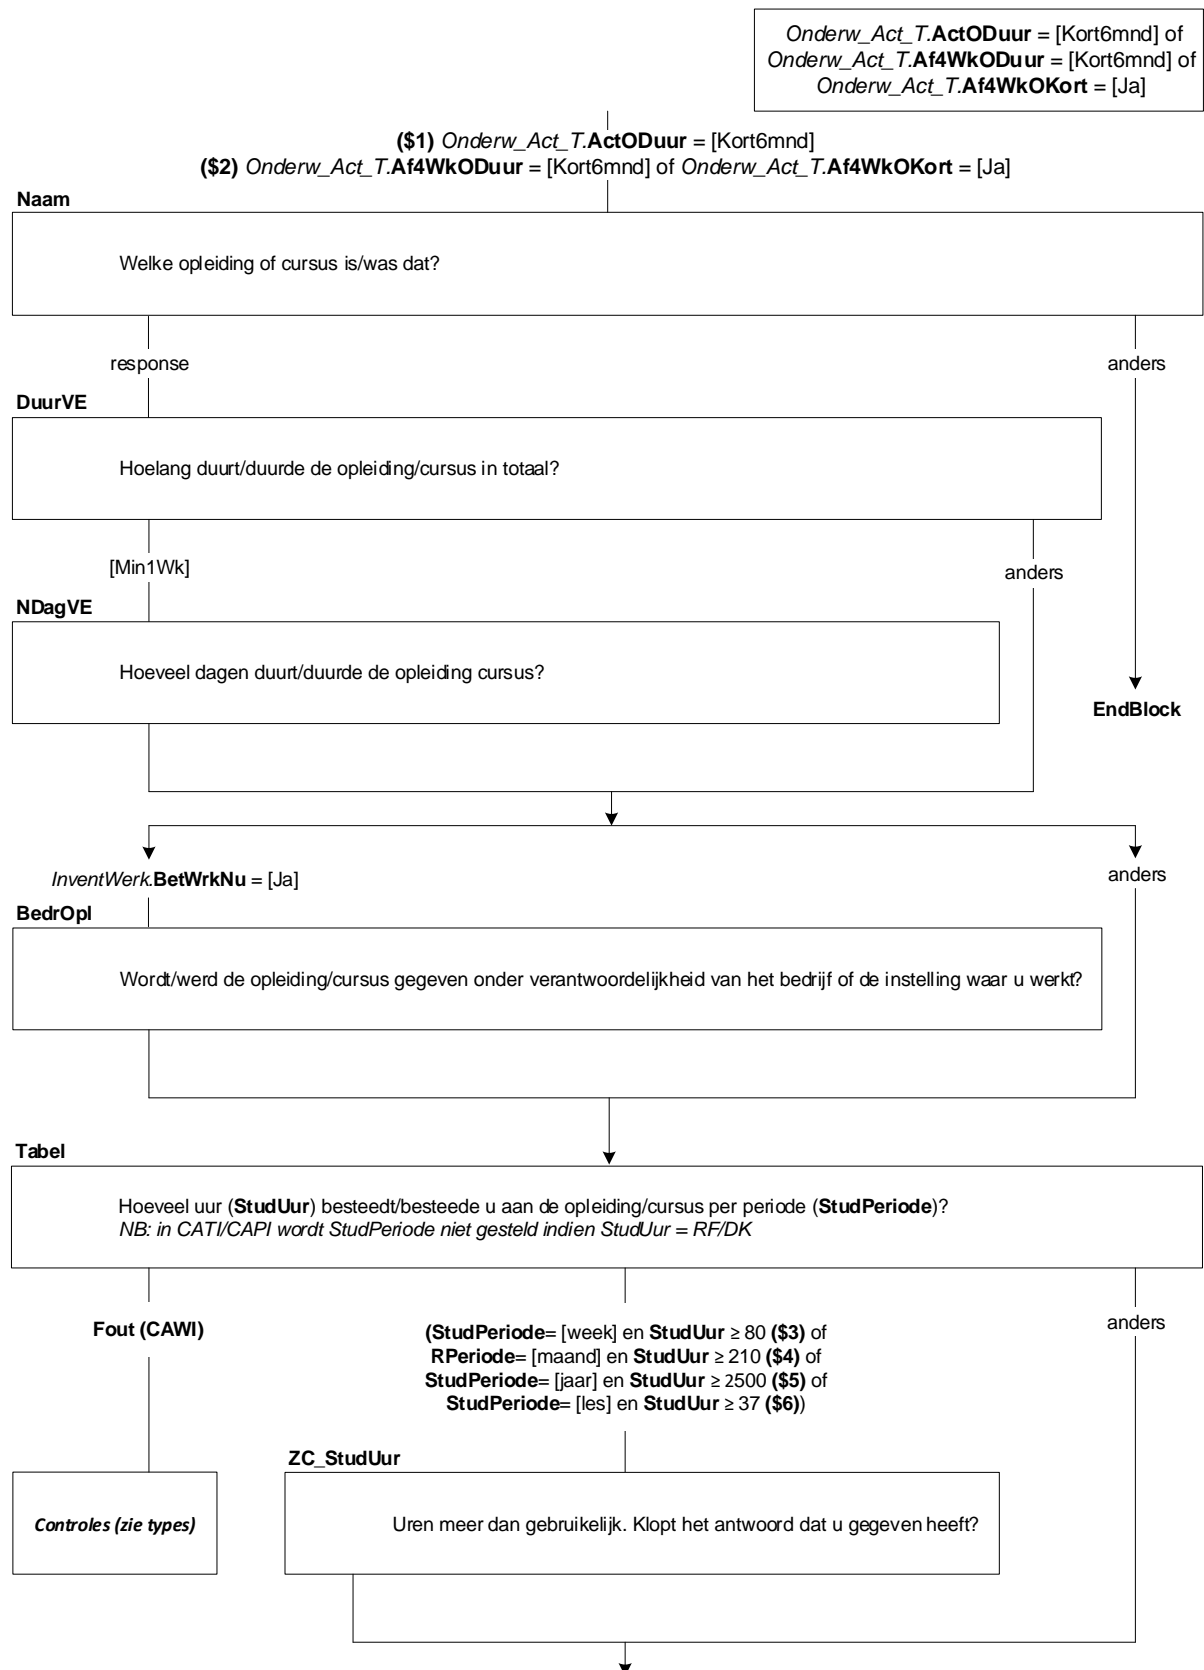 Onderw_Act_T.ActODuur = [Kort6mnd] of
Onderw_Act_T.Af4WkODuur = [Kort6mnd] of
Onderw_Act_T.Af4WkOKort = [Ja]
($1) Onderw_Act_T.ActODuur = [Kort6mnd]
($2) Onderw_Act_T.Af4WkODuur = [Kort6mnd] of Onderw_Act_T.Af4WkOKort = [Ja]
Naam
Welke opleiding of cursus is/was dat?
response
anders
DuurVE
Hoelang duurt/duurde de opleiding/cursus in totaal?
[Min1Wk]
anders
NDagVE
Hoeveel dagen duurt/duurde de opleiding cursus?
EndBlock
InventWerk.BetWrkNu = [Ja]
anders
BedrOpl
Wordt/werd de opleiding/cursus gegeven onder verantwoordelijkheid van het bedrijf of de instelling waar u werkt?
Tabel
Hoeveel uur (StudUur) besteedt/besteede u aan de opleiding/cursus per periode (StudPeriode)?
NB: in CATI/CAPI wordt StudPeriode niet gesteld indien StudUur = RF/DK
Fout (CAWI)
(StudPeriode= [week] en StudUur ≥ 80 ($3) of
RPeriode= [maand] en StudUur ≥ 210 ($4) of
StudPeriode= [jaar] en StudUur ≥ 2500 ($5) of
StudPeriode= [les] en StudUur ≥ 37 ($6))
anders
ZC_StudUur
Controles (zie types)
Uren meer dan gebruikelijk. Klopt het antwoord dat u gegeven heeft?